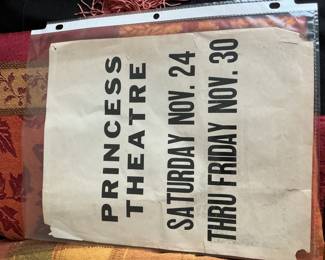 PRINCESS
THEATRE
SATURDAY NOV. 24
THRU FRIDAY NOV. 30